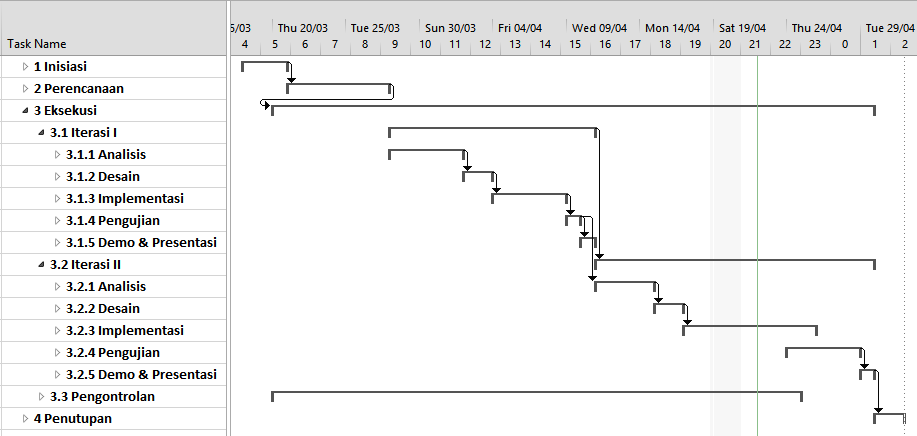 5/03 Thu 20/03 Tue 25/03 Sun 30/03 Fri 04/04 Wed 09/04 Mon 14/04 Sat 19/04 Thu 24/04 Tue 29/04
Task Name 4 5 6 7 8 9 10 11 12 13 14 15 16 17 18 19 20 21 22 23 0 1 2
1 Inisiasi
2 Perencanaan
3 Eksekusi
3.1 Iterasi I
3.1.1 Analisis
3.1.2 Desain
3.1.3 Implementasi
3.1.4 Pengujian
3.1.5 Demo & Presentasi
3.2 Iterasi II
3.2.1 Analisis
3.2.2 Desain
3.2.3 Implementasi
3.2.4 Pengujian
3.2.5 Demo & Presentasi
3.3 Pengontrolan
4 Penutupan